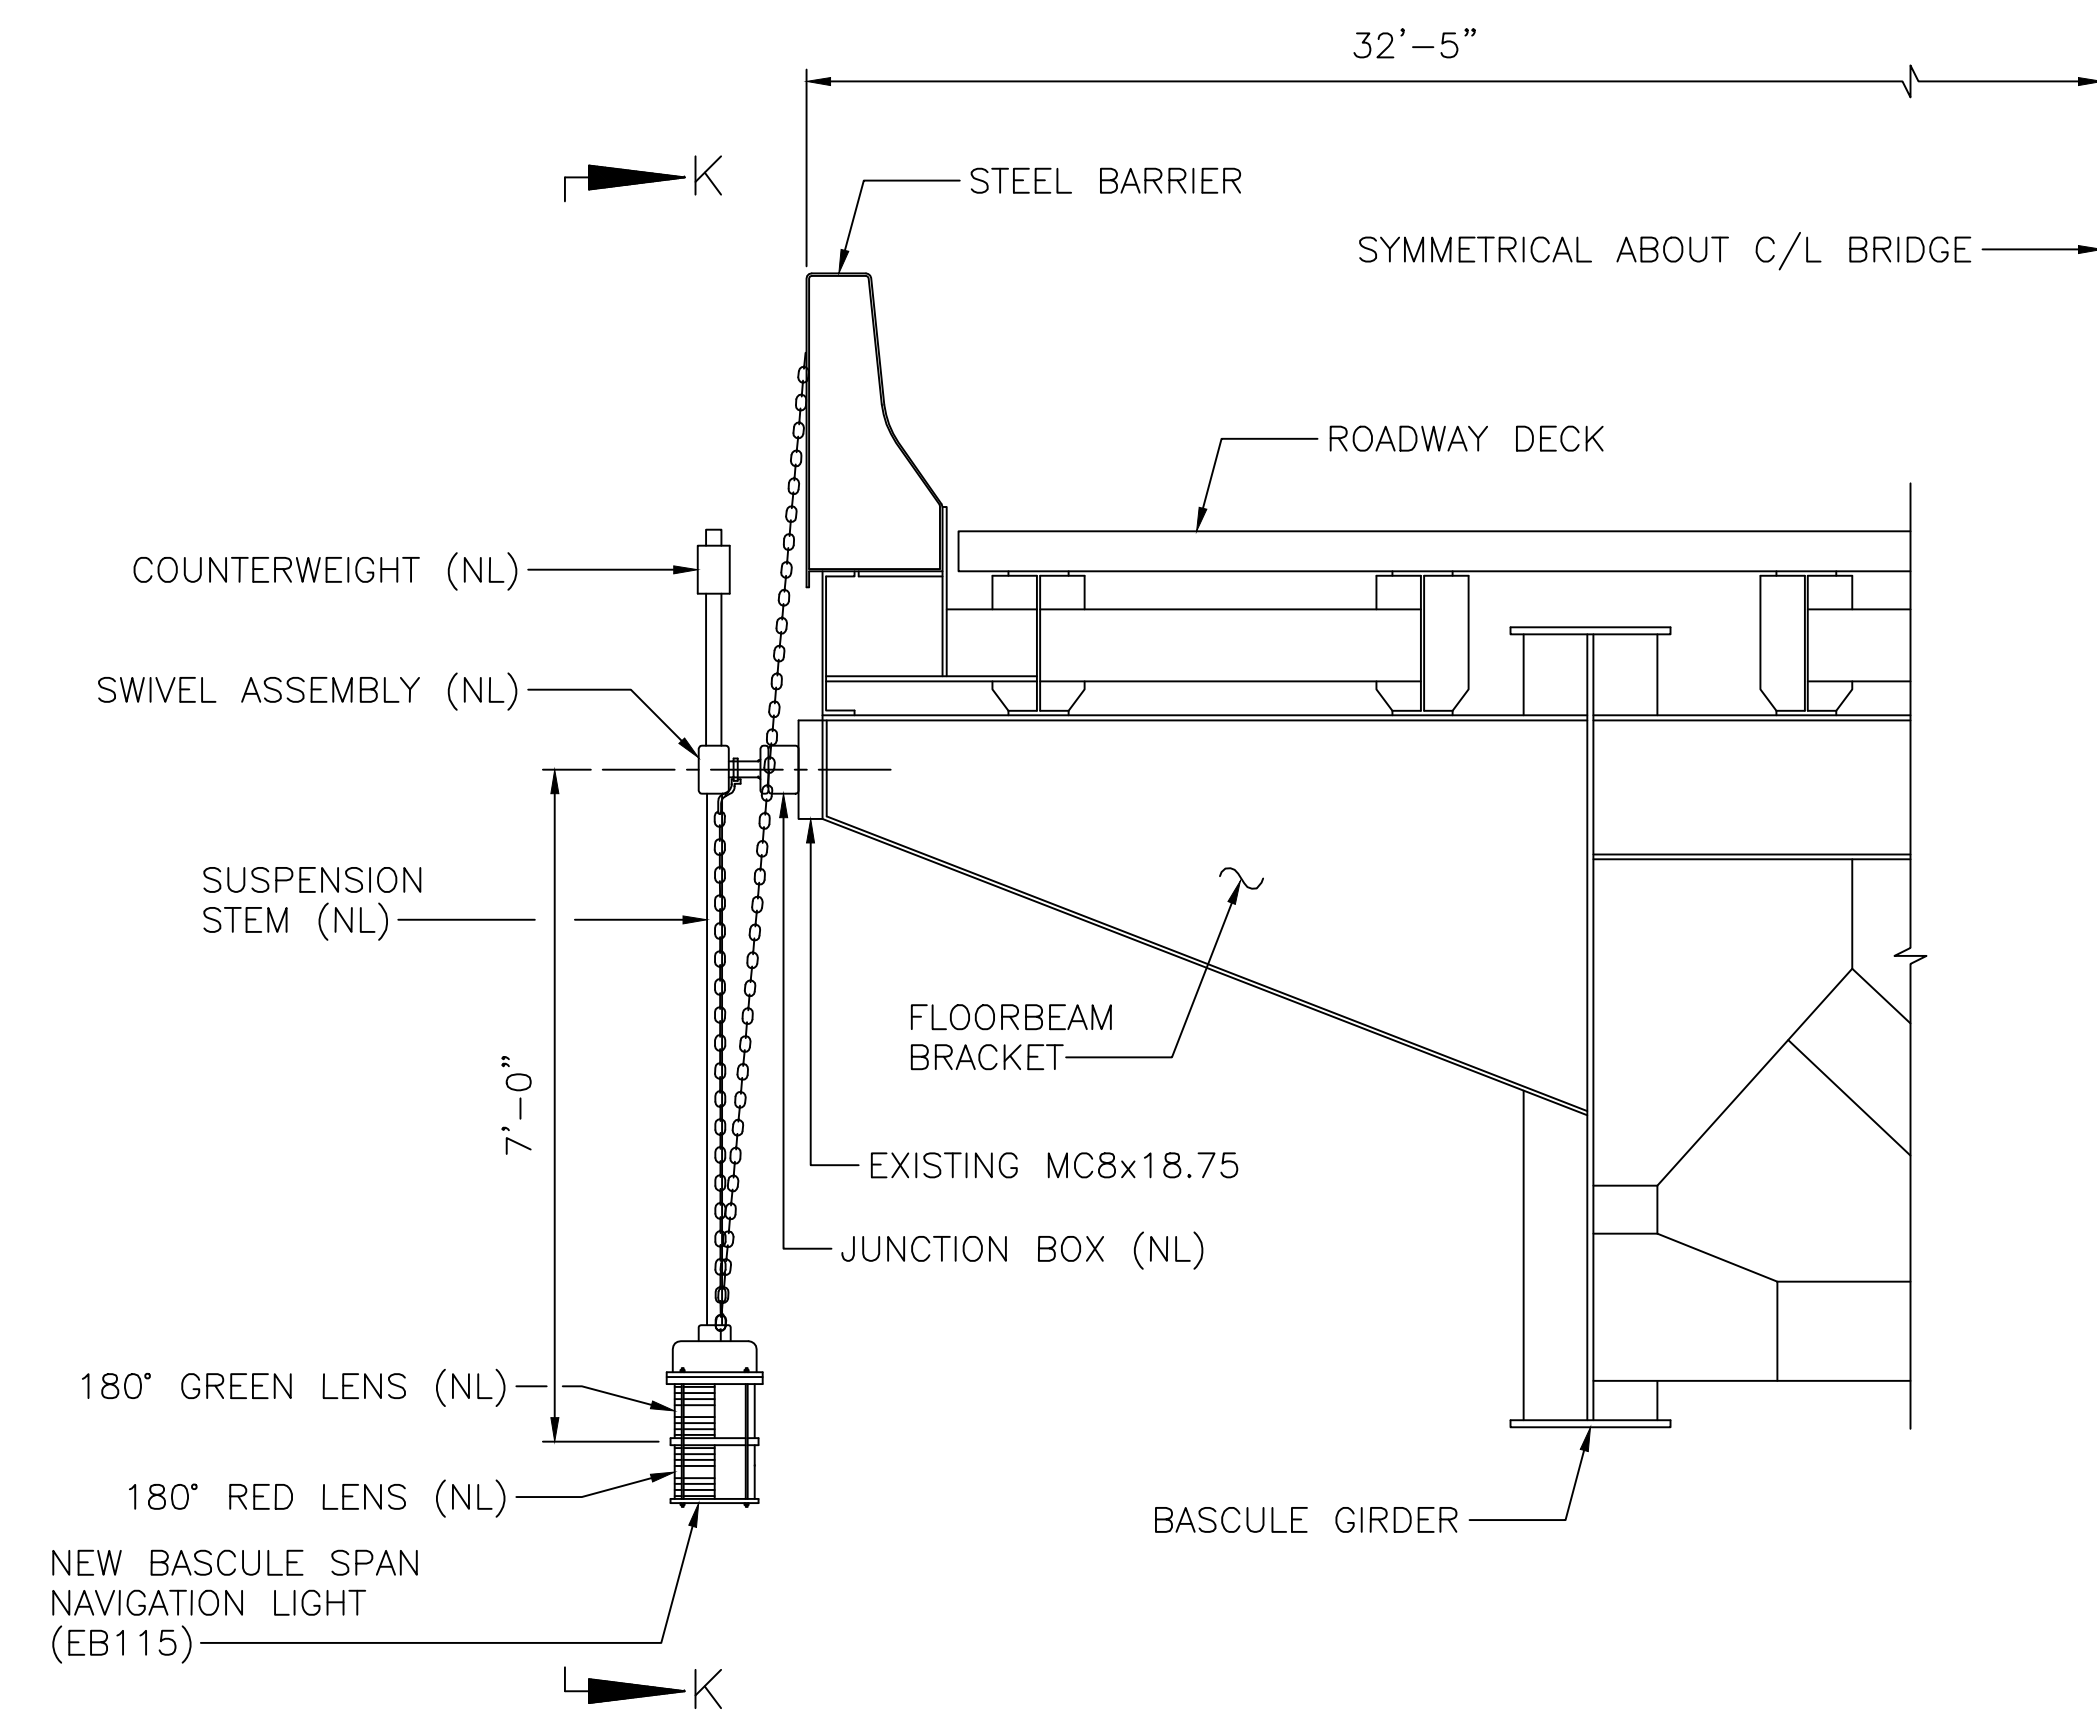 32'-5"
K
STEEL BARRIER
SYMMETRICAL ABOUT C/L BRIDGE
ROADWAY DECK
COUNTERWEIGHT (NL)
SWIVEL ASSEMBLY (NL)
SUSPENSION
STEM (NL)
FLOORBEAM
BRACKET
7'-0"
EXISTING MC8x18.75
JUNCTION BOX (NL)
180° GREEN LENS (NL)
180° RED LENS (NL)
BASCULE GIRDER
NEW BASCULE SPAN
NAVIGATION LIGHT
(EB115)
K